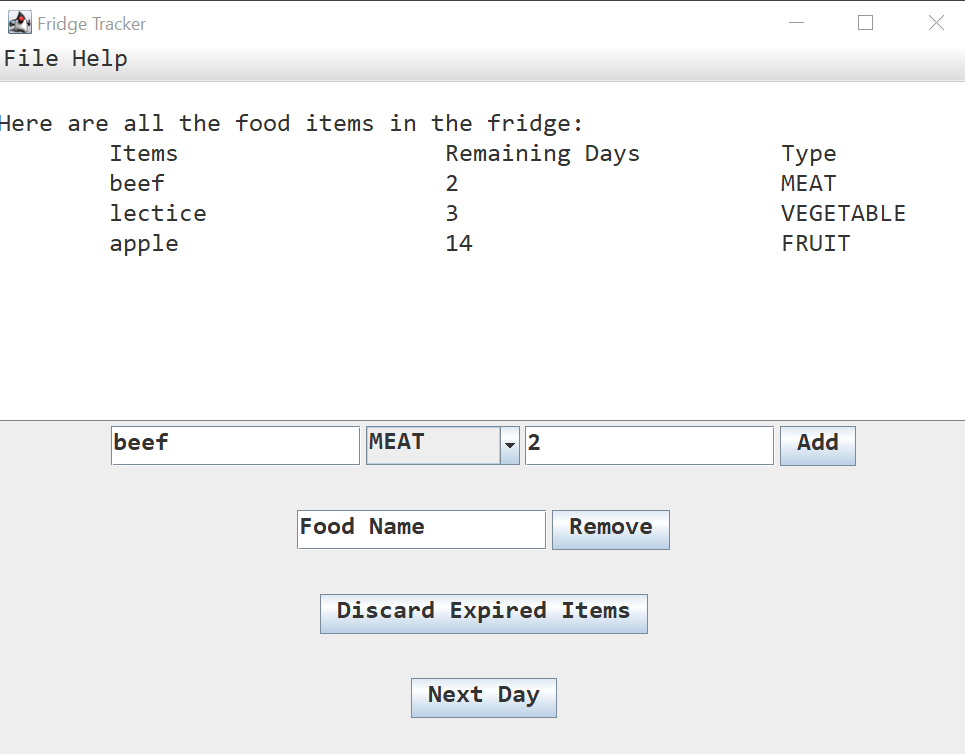 Fridge Tracker
File Help
Here are all the food items in the fridge:
Items Remaining Days Type
beef 2 MEAT
lectice 3 VEGETABLE
apple 14 FRUIT
beef MEAT 2 Add
Food Name Remove
Discard Expired Items
Next Day